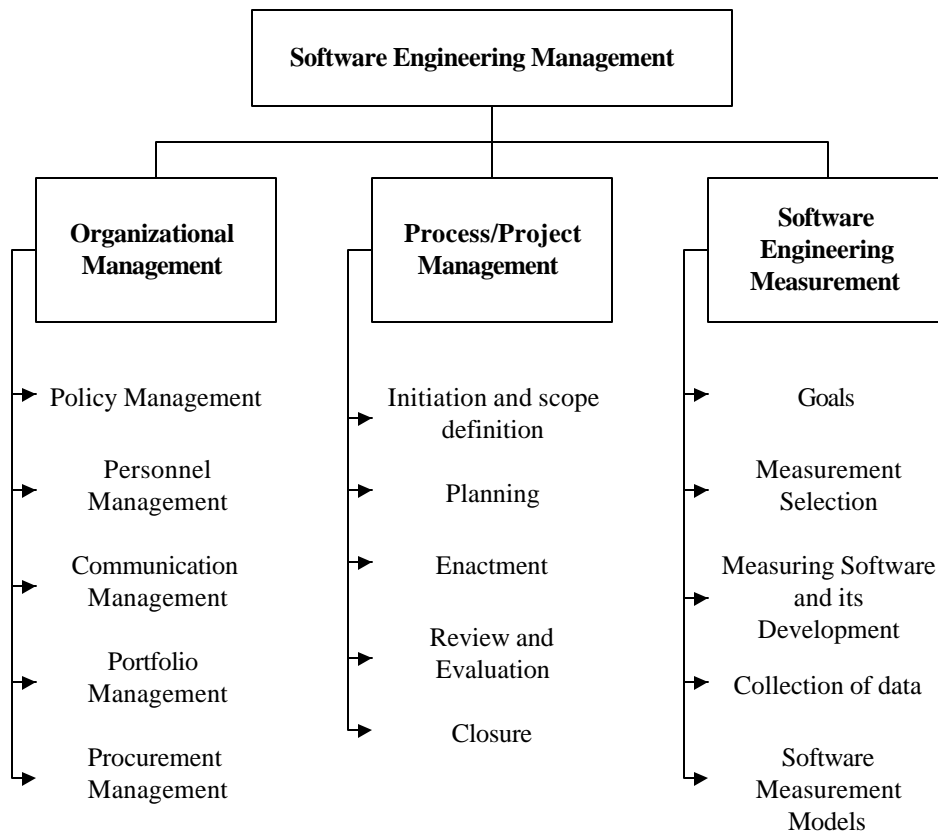 Software Engineering Management
Organizational
Management
Policy Management
Personnel
Management
Communication
Management
Portfolio
Management
Procurement
Management
Process/Project
Management
Initiation and scope
definition
Planning
Enactment
Review and
Evaluation
Closure
Software
Engineering
Measurement
Goals
Measurement
Selection
Measuring Software
and its
Development
Collection of data
Software
Measurement
Models